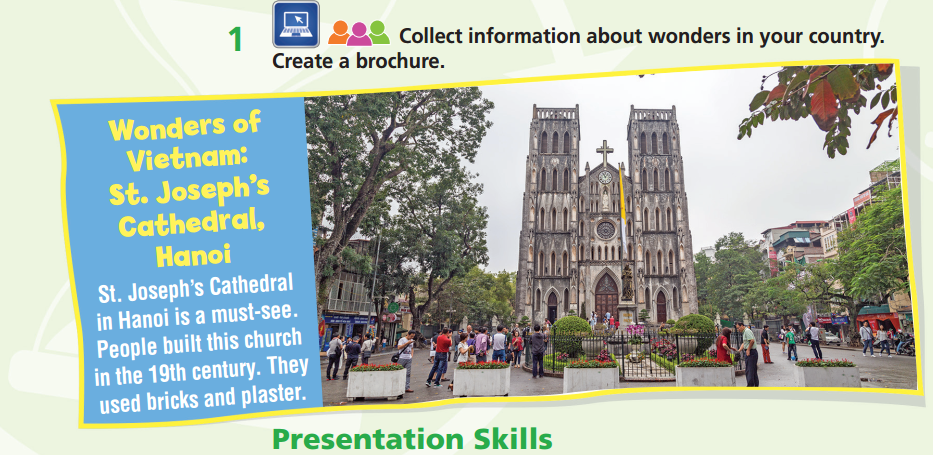 1 Collect information about wonders in your country.
Create a brochure.
Wonders of
Vietnam:
St. Joseph's
Cathedral,
Hanoi
St. Joseph's Cathedral
in Hanoi is a must-see.
People built this church
in the 19th century. They
used bricks and plaster.
Presentation Skills